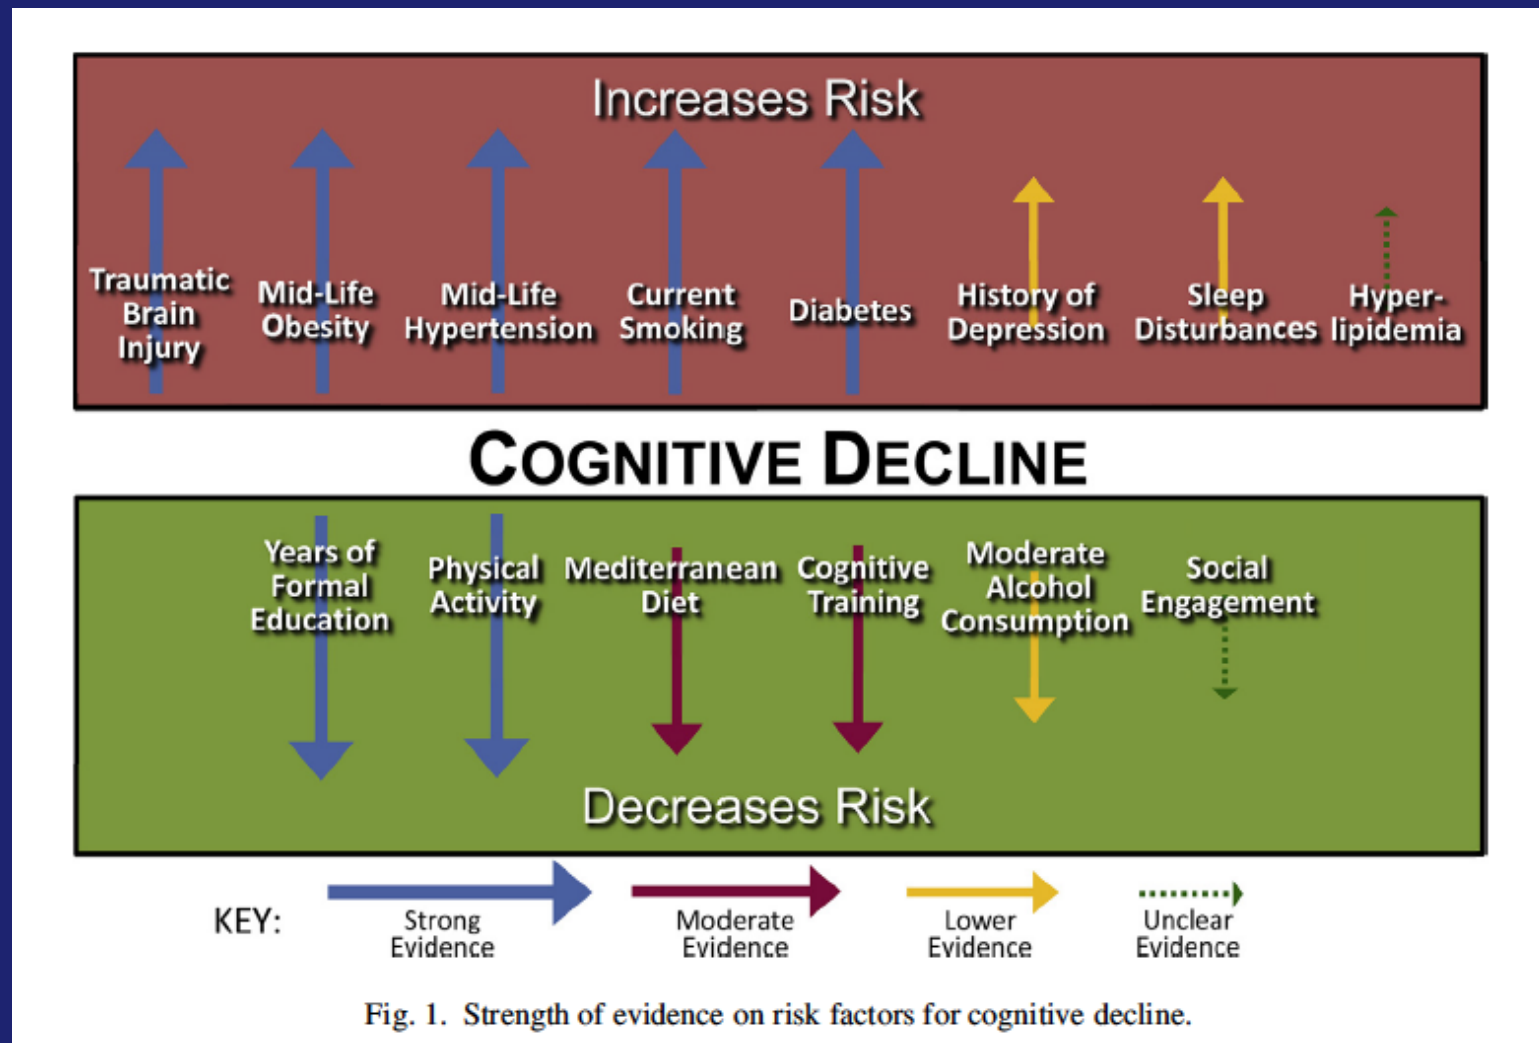 Increases Risk
Traumatic
Brain
Injury
Mid-Life
Obesity
Mid-Life
Hypertension
Current
Smoking
Diabetes
History of
Depression
Sleep
Disturbances
Hyper-
lipidemia
COGNITIVE DECLINE
Years of
Formal
Education
Physical
Activity
Mediterranean
Diet
Cognitive
Training
Moderate
Alcohol
Consumption
Social
Engagement
Decreases Risk
KEY:
Strong
Evidence
Moderate
Evidence
Lower
Evidence
Unclear
Evidence
Fig. 1. Strength of evidence on risk factors for cognitive decline.